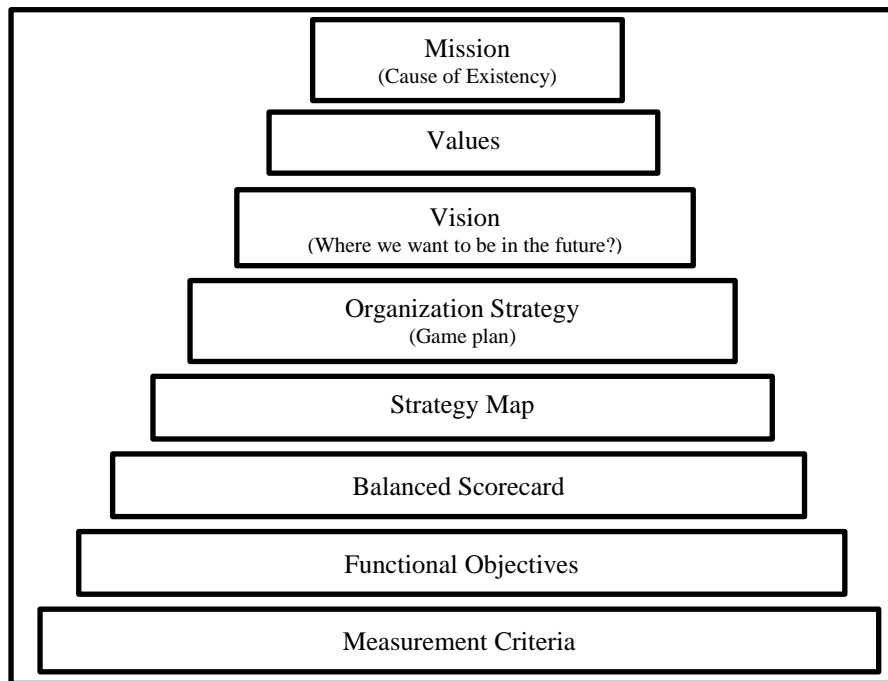 Mission
(Cause of Existency)
Values
Vision
(Where we want to be in the future?)
Organization Strategy
(Game plan)
Strategy Map
Balanced Scorecard
Functional Objectives
Measurement Criteria